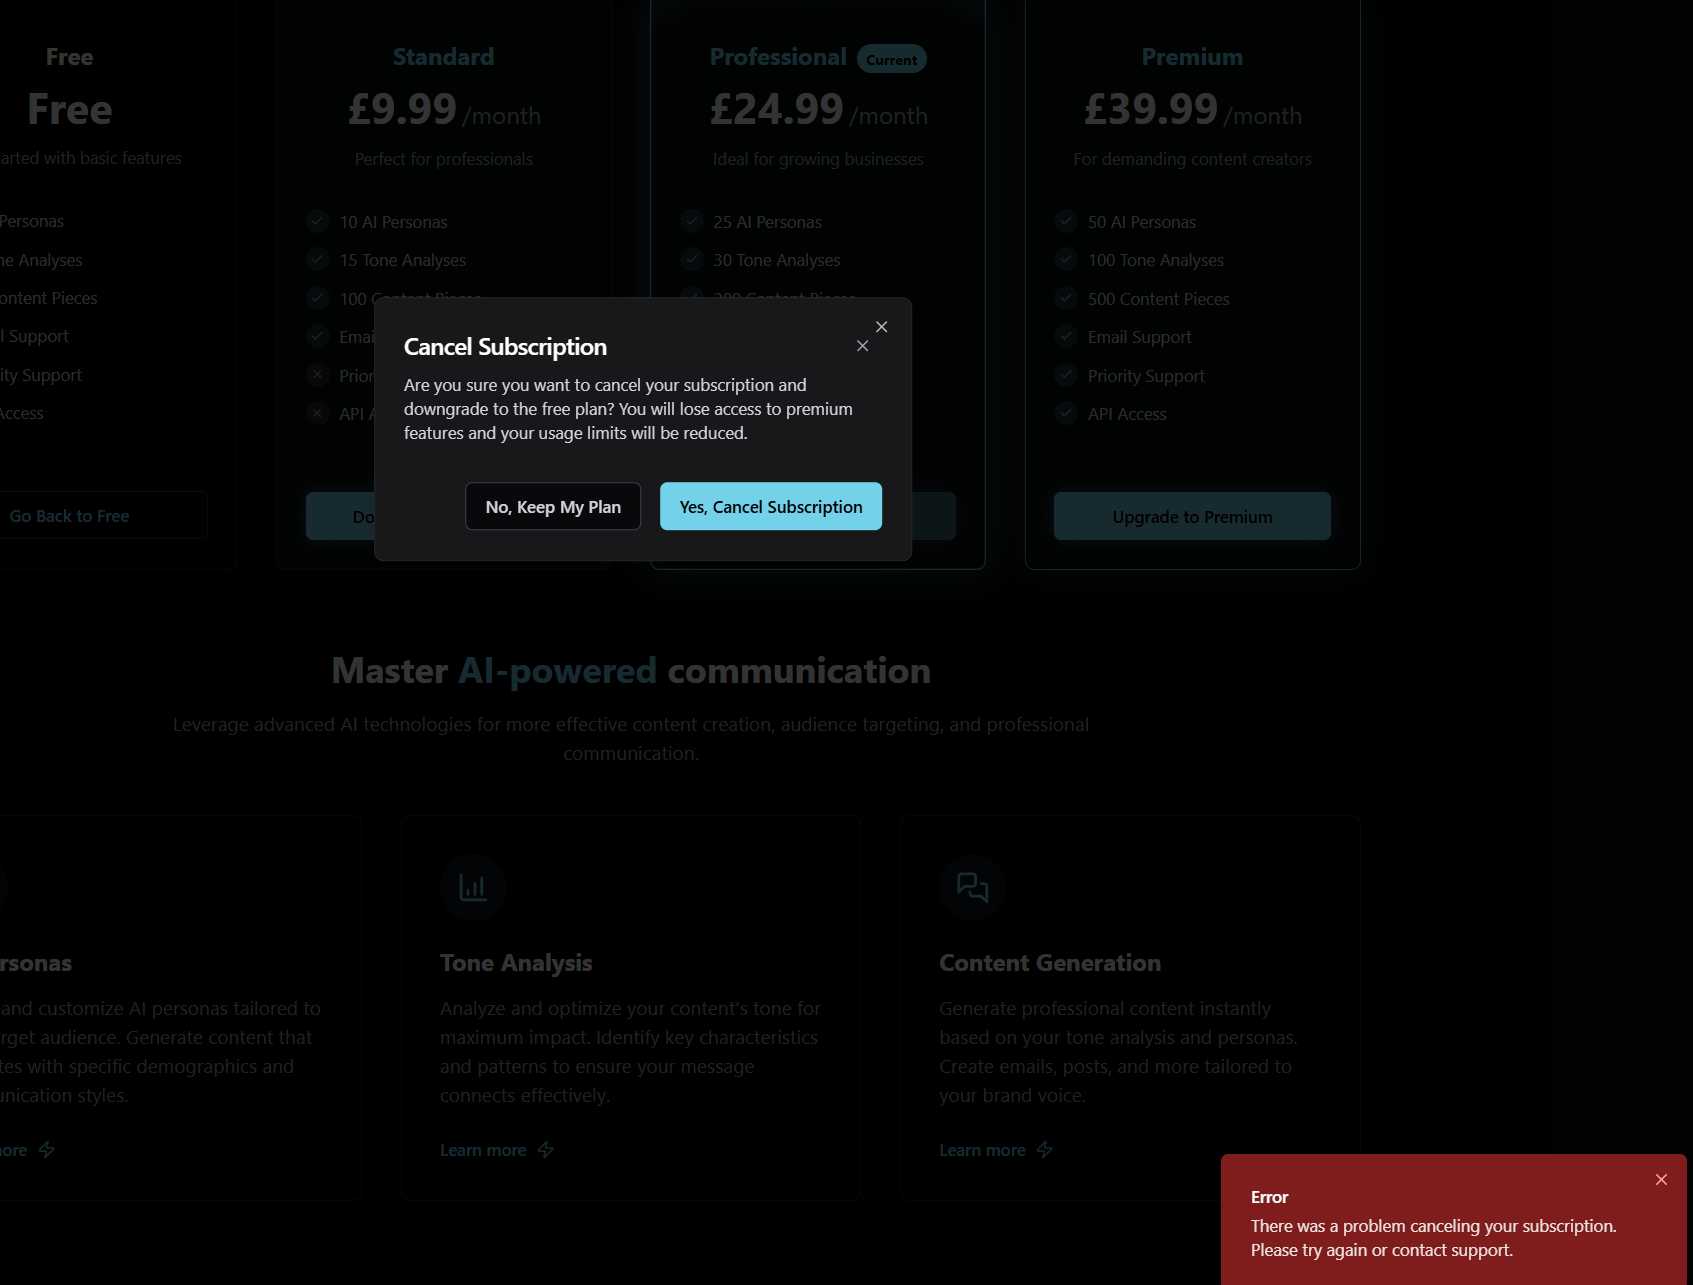 Free
Free
arted with basic features
Personas
ne Analyses
ontent Pieces
l Support
ity Support
Access
Go Back to Free
Standard
£9.99 /month
Perfect for professionals
10 AI Personas
15 Tone Analyses
100 Content Pieces
Emai
Prior
API A
Do
Professional Current
£24.99 /month
Ideal for growing businesses
25 AI Personas
30 Tone Analyses
200 Content Pieces
Premium
£39.99 /month
For demanding content creators
50 AI Personas
100 Tone Analyses
500 Content Pieces
Email Support
Priority Support
API Access
Upgrade to Premium
Cancel Subscription
Are you sure you want to cancel your subscription and
downgrade to the free plan? You will lose access to premium
features and your usage limits will be reduced.
No, Keep My Plan
Yes, Cancel Subscription
Master AI-powered communication
Leverage advanced AI technologies for more effective content creation, audience targeting, and professional
communication.
rsonas
and customize AI personas tailored to
rget audience. Generate content that
tes with specific demographics and
unication styles.
ore
Tone Analysis
Analyze and optimize your content's tone for
maximum impact. Identify key characteristics
and patterns to ensure your message
connects effectively.
Learn more
Content Generation
Generate professional content instantly
based on your tone analysis and personas.
Create emails, posts, and more tailored to
your brand voice.
Learn more
Error
There was a problem canceling your subscription.
Please try again or contact support.